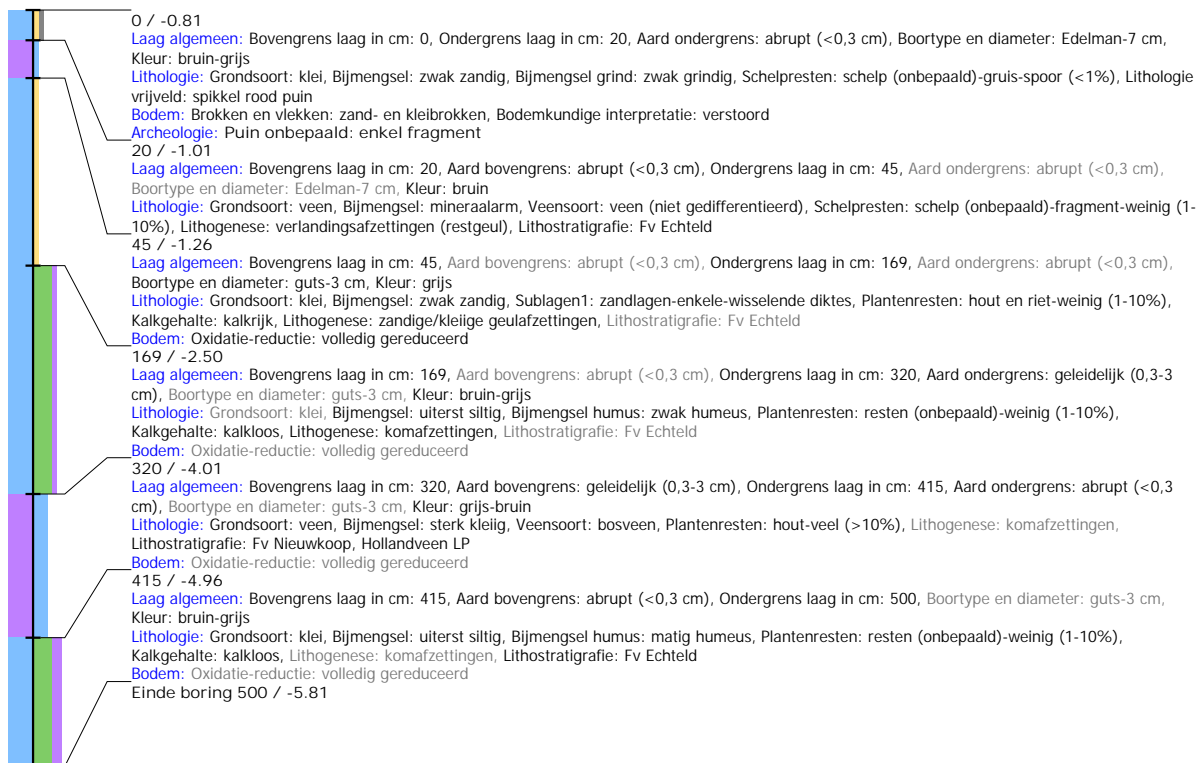 0 / -0.81
Laag algemeen: Bovengrens laag in cm: 0, Ondergrens laag in cm: 20, Aard ondergrens: abrupt (<0,3 cm), Boortype en diameter: Edelman-7 cm,
Kleur: bruin-grijs
Lithologie: Grondsoort: klei, Bijmengsel: zwak zandig, Bijmengsel grind: zwak grindig, Schelpresten: schelp (onbepaald)-gruis-spoor (<1%), Lithologie
vrijveld: spikkel rood puin
Bodem: Brokken en vlekken: zand- en kleibrokken, Bodemkundige interpretatie: verstoord
Archeologie: Puin onbepaald: enkel fragment
20 / -1.01
Laag algemeen: Bovengrens laag in cm: 20, Aard bovengrens: abrupt (<0,3 cm), Ondergrens laag in cm: 45, Aard ondergrens: abrupt (<0,3 cm),
Boortype en diameter: Edelman-7 cm, Kleur: bruin
Lithologie: Grondsoort: veen, Bijmengsel: mineraalarm, Veensoort: veen (niet gedifferentieerd), Schelpresten: schelp (onbepaald)-fragment-weinig (1-
10%), Lithogenese: verlandingsafzettingen (restgeul), Lithostratigrafie: Fv Echteld
45 / -1.26
Laag algemeen: Bovengrens laag in cm: 45, Aard bovengrens: abrupt (<0,3 cm), Ondergrens laag in cm: 169, Aard ondergrens: abrupt (<0,3 cm),
Boortype en diameter: guts-3 cm, Kleur: grijs
Lithologie: Grondsoort: klei, Bijmengsel: zwak zandig, Sublagen1: zandlagen-enkele-wisselende diktes, Plantenresten: hout en riet-weinig (1-10%),
Kalkgehalte: kalkrijk, Lithogenese: zandige/kleiige geulafzettingen, Lithostratigrafie: Fv Echteld
Bodem: Oxidatie-reductie: volledig gereduceerd
169 / -2.50
Laag algemeen: Bovengrens laag in cm: 169, Aard bovengrens: abrupt (<0,3 cm), Ondergrens laag in cm: 320, Aard ondergrens: geleidelijk (0,3-3
cm), Boortype en diameter: guts-3 cm, Kleur: bruin-grijs
Lithologie: Grondsoort: klei, Bijmengsel: uiterst siltig, Bijmengsel humus: zwak humeus, Plantenresten: resten (onbepaald)-weinig (1-10%),
Kalkgehalte: kalkloos, Lithogenese: komafzettingen, Lithostratigrafie: Fv Echteld
Bodem: Oxidatie-reductie: volledig gereduceerd
320 / -4.01
Laag algemeen: Bovengrens laag in cm: 320, Aard bovengrens: geleidelijk (0,3-3 cm), Ondergrens laag in cm: 415, Aard ondergrens: abrupt (<0,3
cm), Boortype en diameter: guts-3 cm, Kleur: grijs-bruin
Lithologie: Grondsoort: veen, Bijmengsel: sterk kleiig, Veensoort: bosveen, Plantenresten: hout-veel (>10%), Lithogenese: komafzettingen,
Lithostratigrafie: Fv Nieuwkoop, Hollandveen LP
Bodem: Oxidatie-reductie: volledig gereduceerd
415 / -4.96
Laag algemeen: Bovengrens laag in cm: 415, Aard bovengrens: abrupt (<0,3 cm), Ondergrens laag in cm: 500, Boortype en diameter: guts-3 cm,
Kleur: bruin-grijs
Lithologie: Grondsoort: klei, Bijmengsel: uiterst siltig, Bijmengsel humus: matig humeus, Plantenresten: resten (onbepaald)-weinig (1-10%),
Kalkgehalte: kalkloos, Lithogenese: komafzettingen, Lithostratigrafie: Fv Echteld
Bodem: Oxidatie-reductie: volledig gereduceerd
Einde boring 500 / -5.81